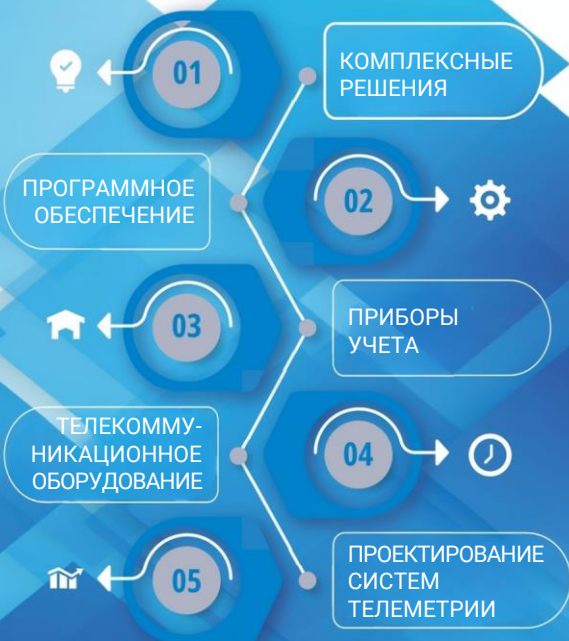 01
КОМПЛЕКСНЫЕ
РЕШЕНИЯ
ПРОГРАММНОЕ
ОБЕСПЕЧЕНИЕ
02
03
ПРИБОРЫ
УЧЕТА
ТЕЛЕКОММУ-
НИКАЦИОННОЕ
ОБОРУДОВАНИЕ
04
05
ПРОЕКТИРОВАНИЕ
СИСТЕМ
ТЕЛЕМЕТРИИ